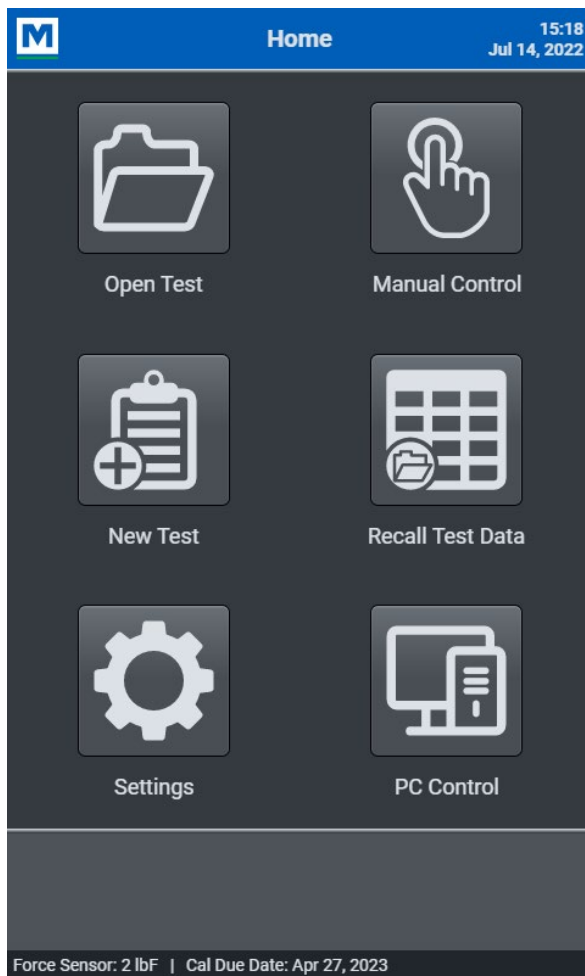 M
Home
15:18
Jul 14, 2022
Open Test
Manual Control
New Test
Recall Test Data
Settings
PC Control
Force Sensor: 2 lbF | Cal Due Date: Apr 27, 2023